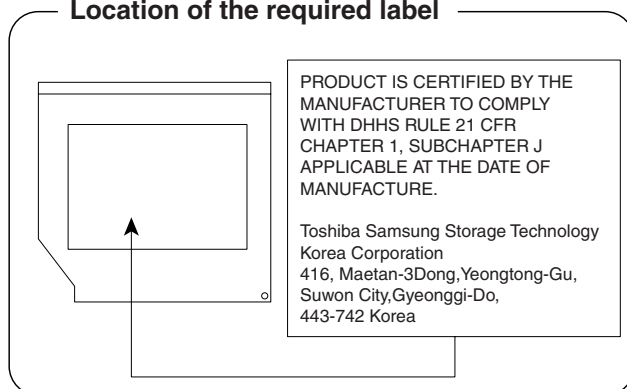 Location of the required label
PRODUCT IS CERTIFIED BY THE
MANUFACTURER TO COMPLY
WITH DHHS RULE 21 CFR
CHAPTER 1, SUBCHAPTER J
APPLICABLE AT THE DATE OF
MANUFACTURE.
Toshiba Samsung Storage Technology
Korea Corporation
416, Maetan-3Dong,Yeongtong-Gu,
Suwon City,Gyeonggi-Do,
443-742 Korea